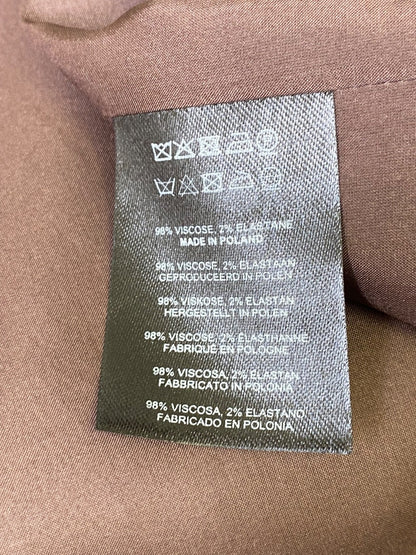 98% VISCOSE, 2% ELASTANE
MADE IN POLAND
98% VISCOSE, 2% ELASTAAN
GEPRODUCEERD IN POLEN
98% VISKOSE, 2% ELASTAN
HERGESTELLT IN POLEN
98% VISCOSE, 2% ELASTHANNE
FABRIQUÉ EN POLOGNE
98% VISCOSA, 2% ELASTAN
FABBRICATO IN POLONIA
98% VISCOSA, 2% ELASTANO
FABRICADO EN POLONIA